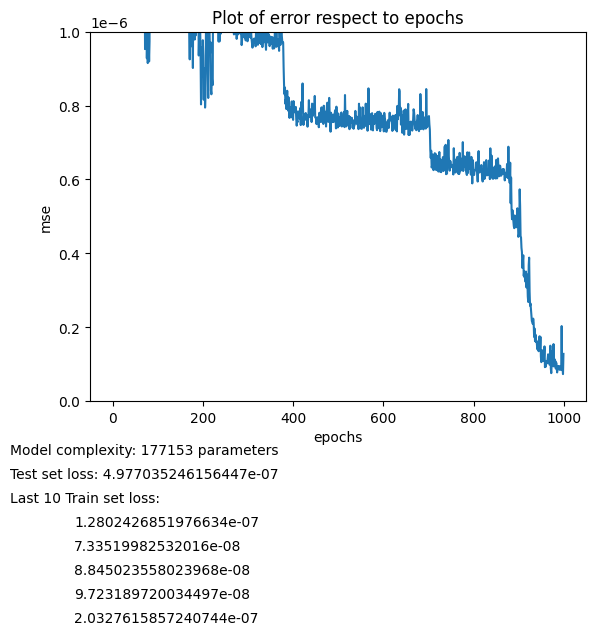 Plot of error respect to epochs
1e−6
1.0
0.8
0.6
0.4
0.2
0.0
mse
0 200 400 600 800 1000
epochs
Model complexity: 177153 parameters
Test set loss: 4.977035246156447e-07
Last 10 Train set loss:
1.2802426851976634e-07
7.33519982532016e-08
8.845023558023968e-08
9.723189720034497e-08
2.0327615857240744e-07